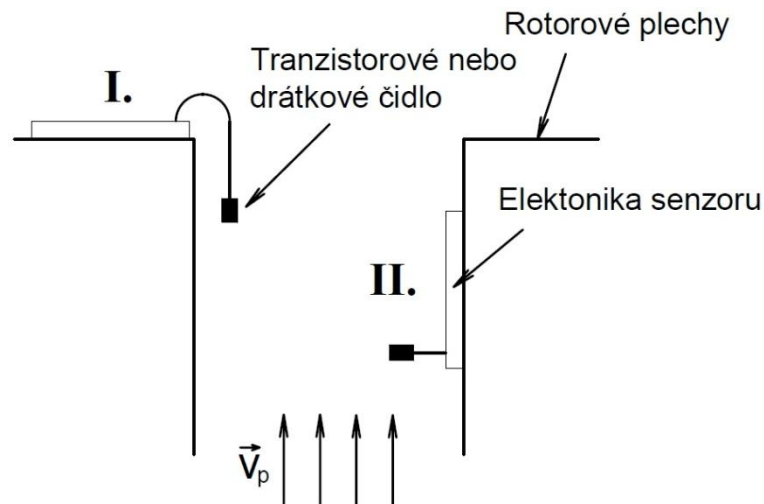 Rotorové plechy
Tranzistorové nebo
drátkové čidlo
I.
Elektonika senzoru
II.
v⃗p